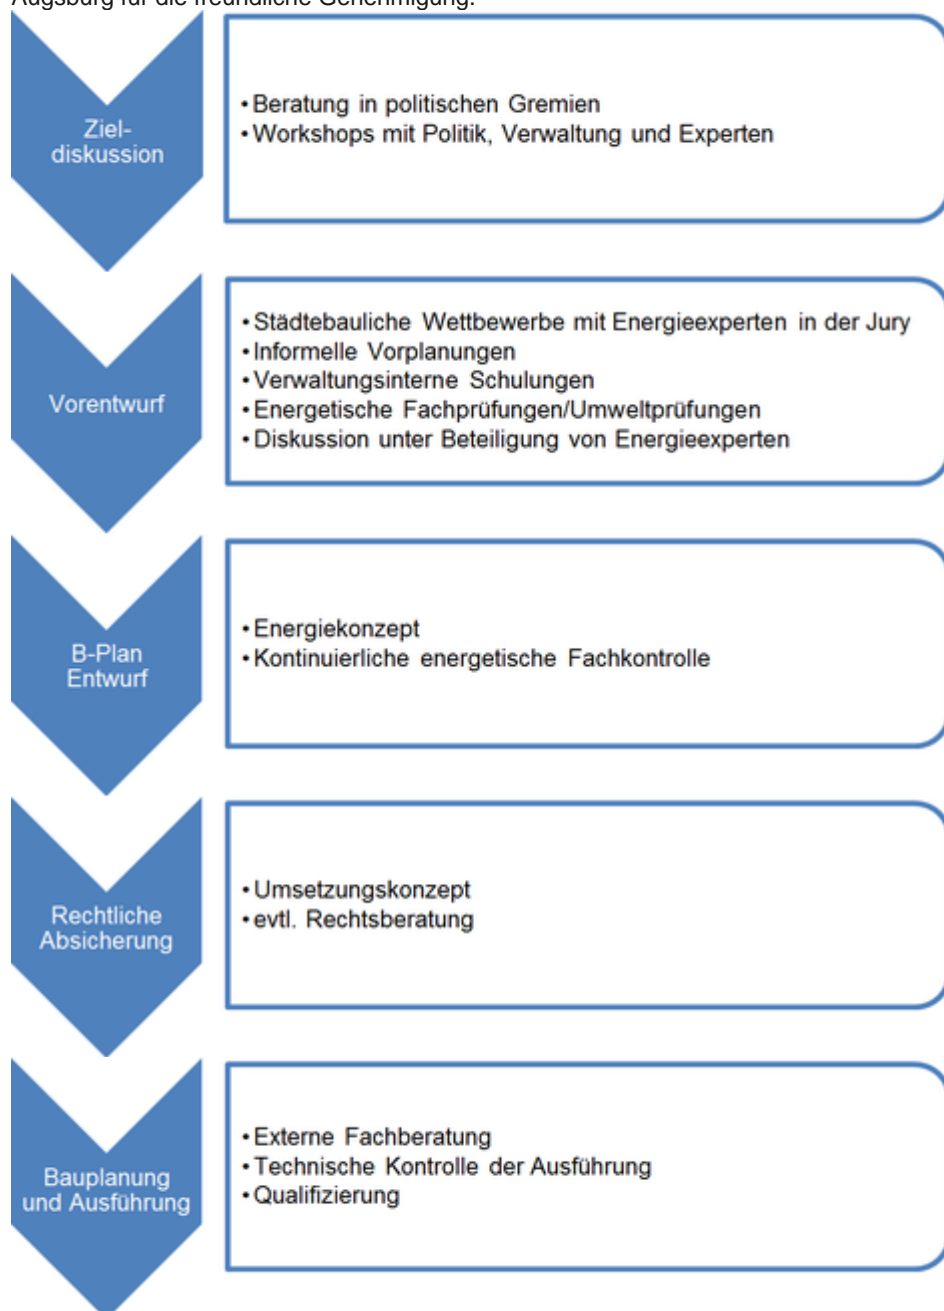 Augsburg für die freundliche Genehmigung.
Ziel-
diskussion
• Beratung in politischen Gremien
• Workshops mit Politik, Verwaltung und Experten
Vorentwurf
• Städtebauliche Wettbewerbe mit Energieexperten in der Jury
• Informelle Vorplanungen
• Verwaltungsinterne Schulungen
• Energetische Fachprüfungen/Umweltprüfungen
• Diskussion unter Beteiligung von Energieexperten
B-Plan
Entwurf
• Energiekonzept
• Kontinuierliche energetische Fachkontrolle
Rechtliche
Absicherung
• Umsetzungskonzept
• evtl. Rechtsberatung
Bauplanung
und Ausführung
• Externe Fachberatung
• Technische Kontrolle der Ausführung
• Qualifizierung